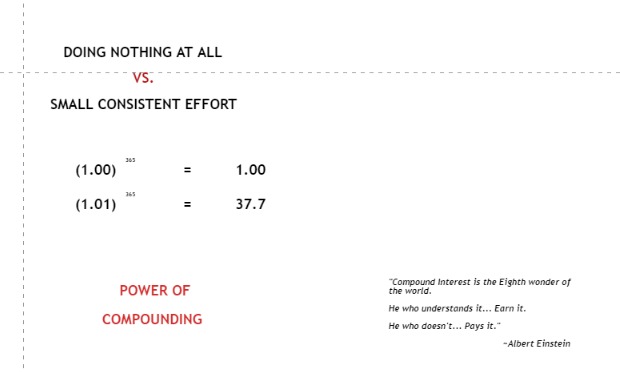 DOING NOTHING AT ALL
VS.
SMALL CONSISTENT EFFORT
(1.00) 365 = 1.00
(1.01) 365 = 37.7
POWER OF
COMPOUNDING
"Compound Interest is the Eighth wonder of
the world.
He who understands it... Earn it.
He who doesn't... Pays it."
~Albert Einstein